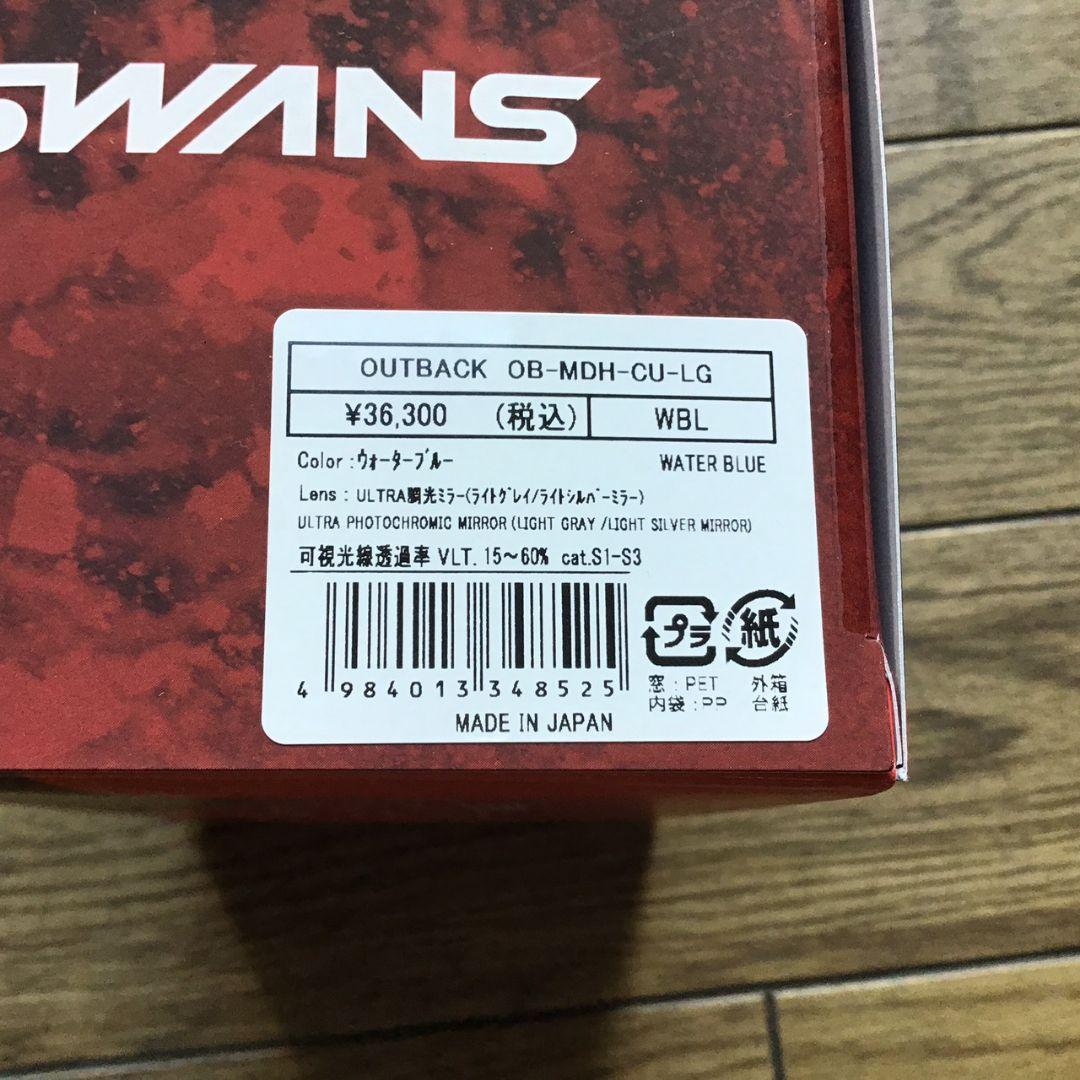 SWANS
OUTBACK OB-MDH-CU-LG
¥36,300 (税込) WBL
Color :ウォーターブルー WATER BLUE
Lens : ULTRA調光ミラー(ライトグレイ/ライトシルバーミラー)
ULTRA PHOTOCHROMIC MIRROR (LIGHT GRAY /LIGHT SILVER MIRROR)
可視光線透過率 VLT. 15～60% cat.S1-S3
4 984013 348525
プラ 紙
窓 : PET 外箱
内袋 : PP 台紙
MADE IN JAPAN